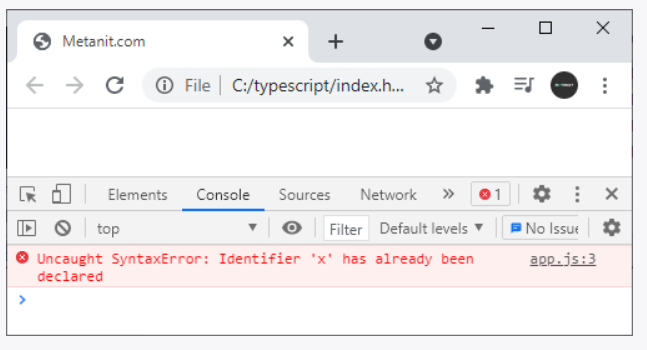 Metanit.com
File C:/typescript/index.h...
Elements Console Sources Network 1
top Filter Default levels No Issue
Uncaught SyntaxError: Identifier 'x' has already been app.js:3
declared